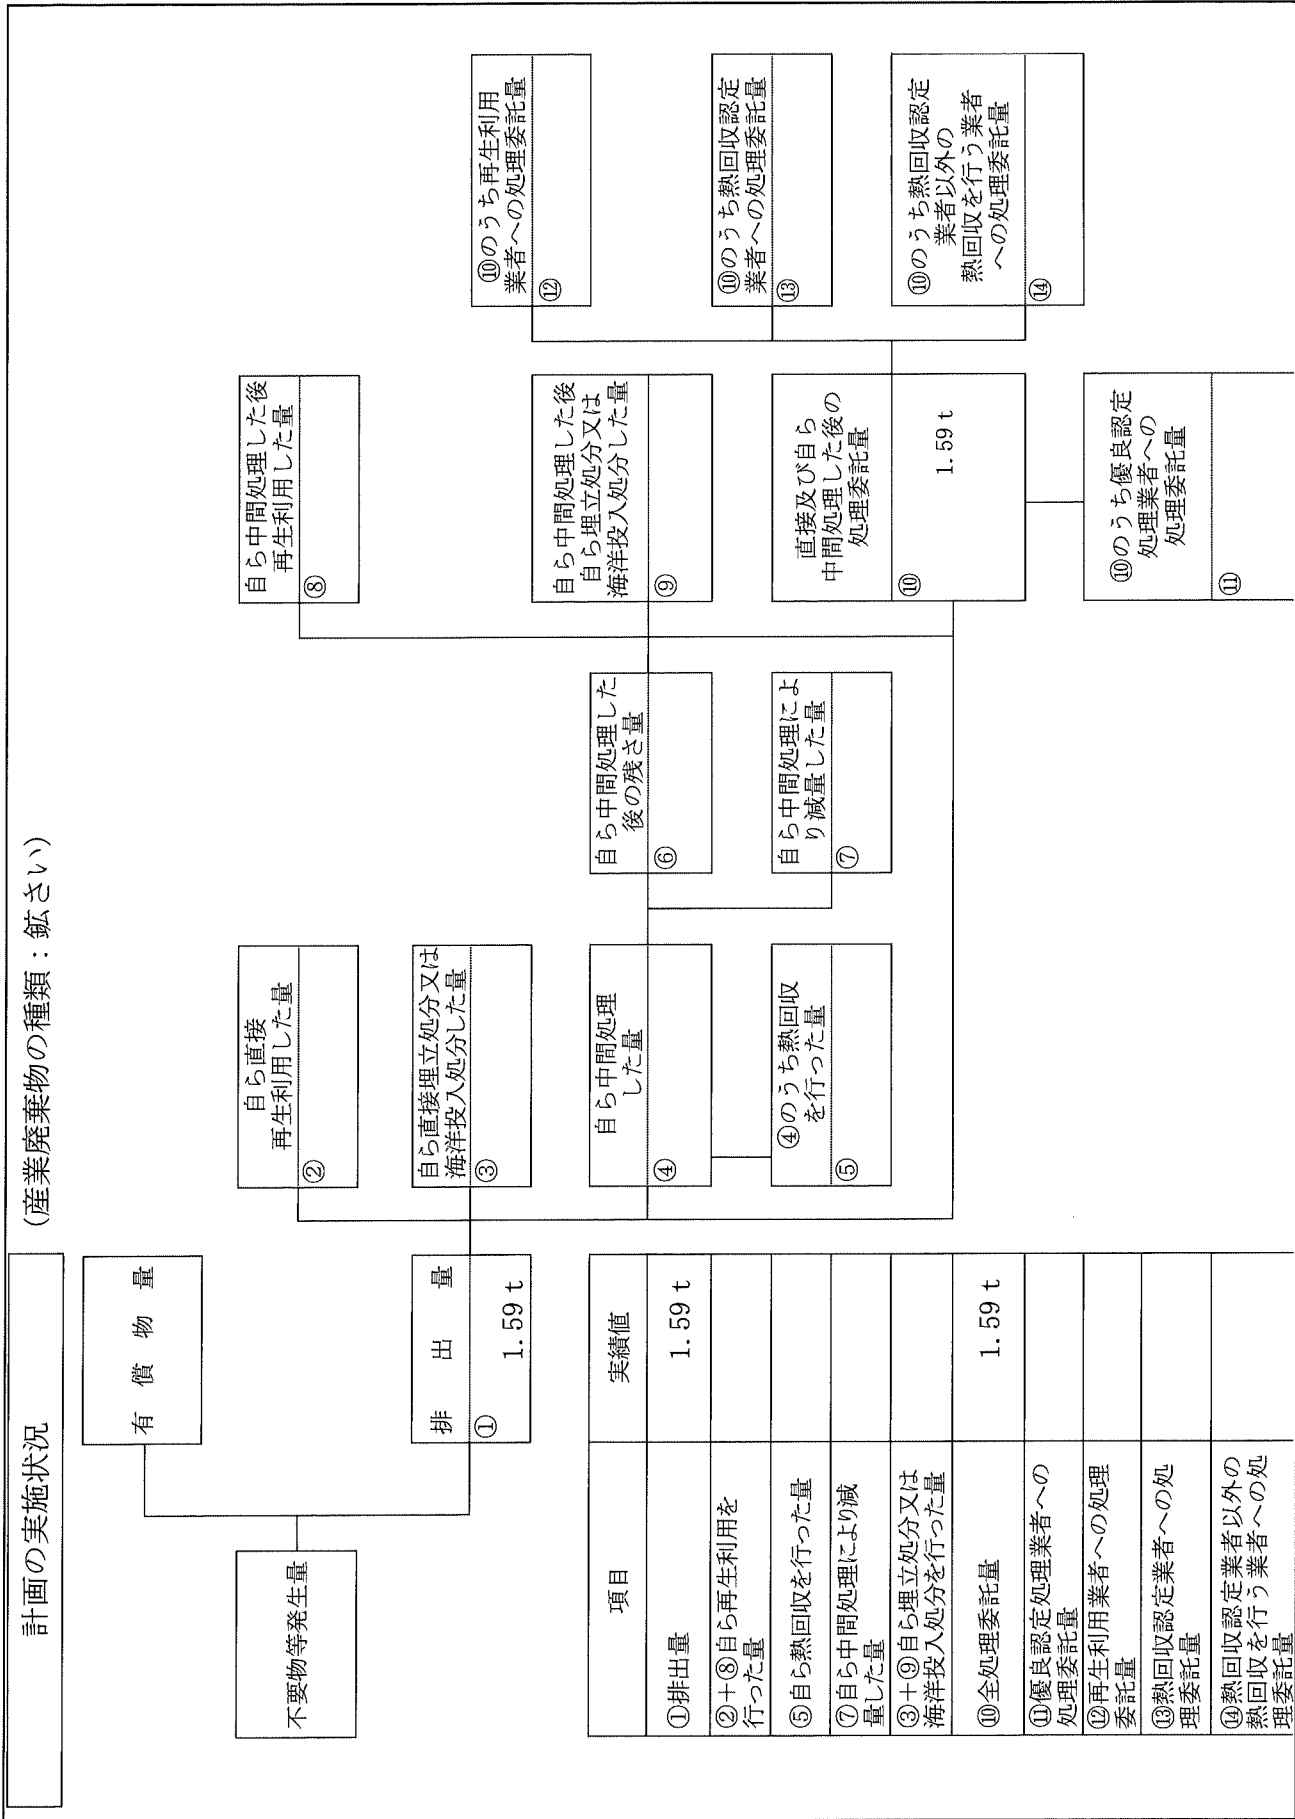 計画の実施状況
(産業廃棄物の種類：鉱さい)
不要物等発生量
有償物量
排出量
①
1.59 t
自ら直接
再生利用した量
②
自ら直接埋立処分又は
海洋投入処分した量
③
自ら中間処理
した量
④
④のうち熱回収
を行った量
⑤
自ら中間処理した
後の残さ量
⑥
自ら中間処理によ
り減量した量
⑦
自ら中間処理した後
再生利用した量
⑧
自ら中間処理した後
自ら埋立処分又は
海洋投入処分した量
⑨
直接及び自ら
中間処理した後の
処理委託量
⑩
1.59 t
⑩のうち優良認定
処理業者への
処理委託量
⑪
⑩のうち再生利用
業者への処理委託量
⑫
⑩のうち熱回収認定
業者への処理委託量
⑬
⑩のうち熱回収認定
業者以外の
熱回収を行う業者
への処理委託量
⑭
項目 実績値
①排出量 1.59 t
②＋⑧自ら再生利用を
行った量
⑤自ら熱回収を行った量
⑦自ら中間処理により減
量した量
③＋⑨自ら埋立処分又は
海洋投入処分を行った量
⑩全処理委託量 1.59 t
⑪優良認定処理業者への
処理委託量
⑫再生利用業者への処理
委託量
⑬熱回収認定業者への処
理委託量
⑭熱回収認定業者以外の
熱回収を行う業者への処
理委託量